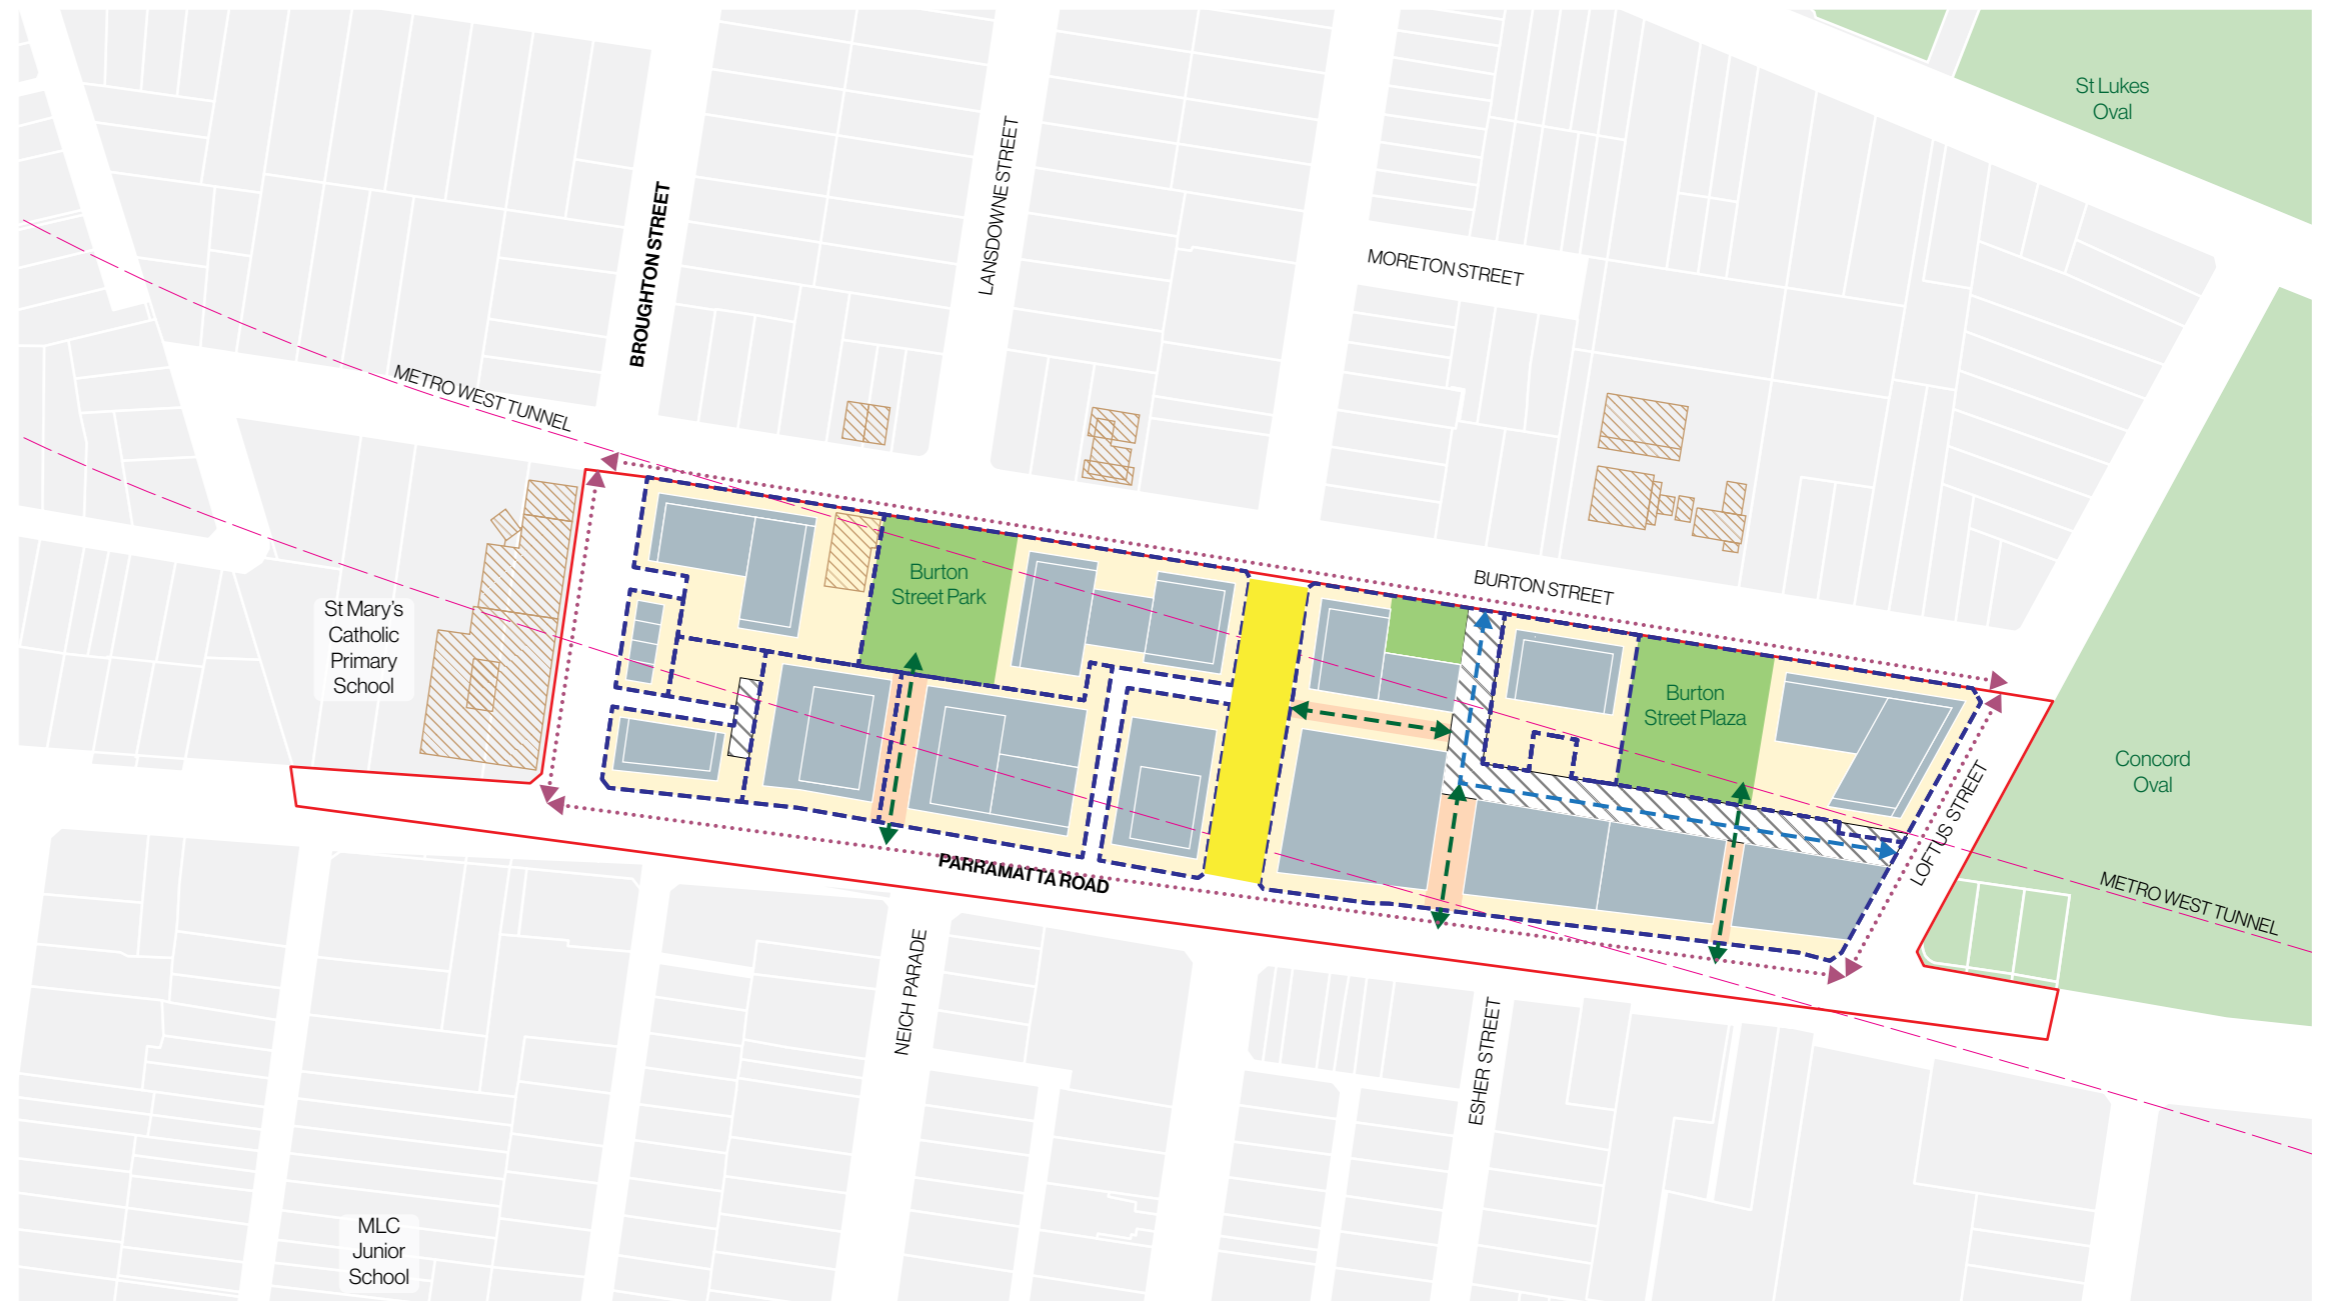 St Lukes
Oval
BROUGHTON STREET
LANSDOWNE STREET
MORETON STREET
METRO WEST TUNNEL
Burton
Street Park
BURTON STREET
St Mary's
Catholic
Primary
School
Burton
Street Plaza
Concord
Oval
LOFTUS STREET
PARRAMATTA ROAD
METRO WEST TUNNEL
NEICH PARADE
ESHER STREET
MLC
Junior
School